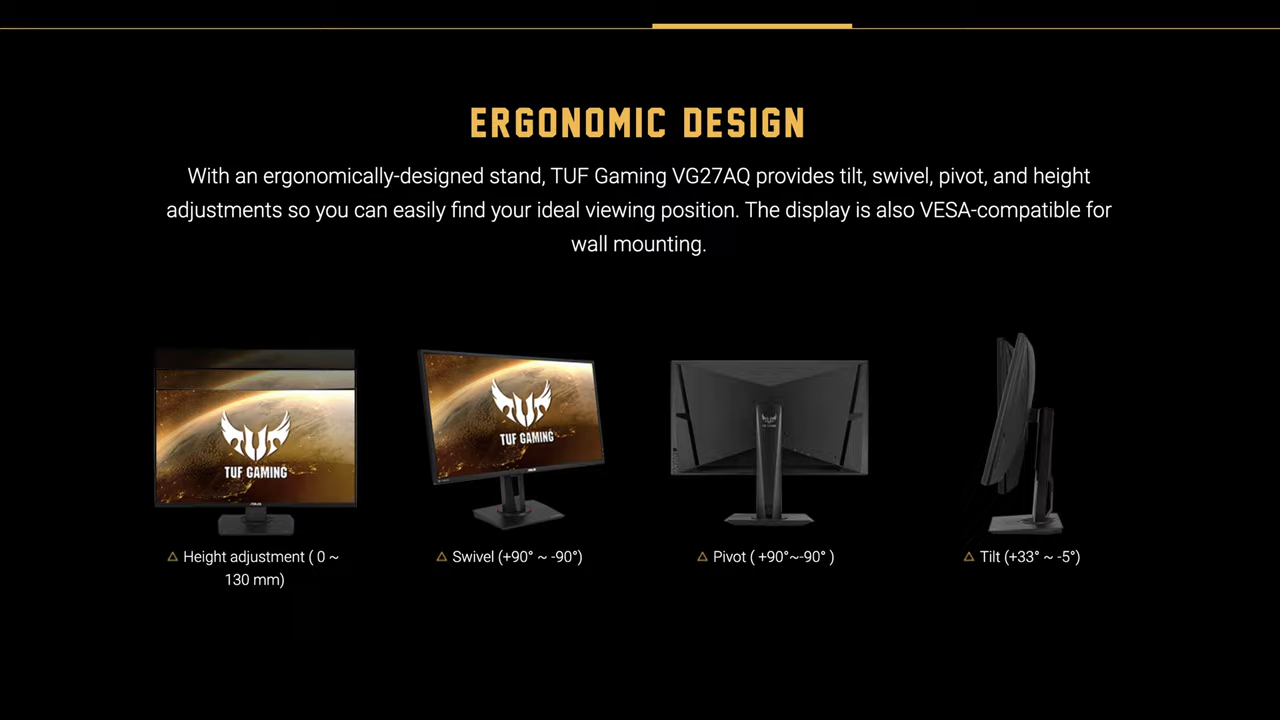 ERGONOMIC DESIGN
With an ergonomically-designed stand, TUF Gaming VG27AQ provides tilt, swivel, pivot, and height
adjustments so you can easily find your ideal viewing position. The display is also VESA-compatible for
wall mounting.
TUF GAMING
TUF GAMING
TUF GAMING
Height adjustment ( 0 ~
130 mm)
Swivel (+90° ~ -90°)
Pivot ( +90°~-90° )
Tilt (+33° ~ -5°)